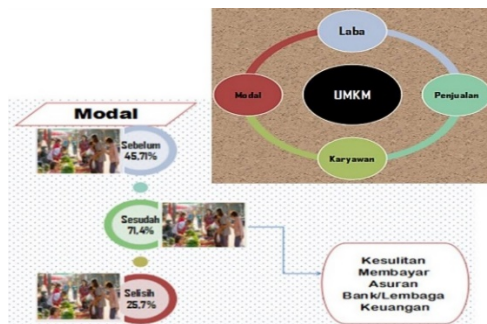 Laba
Modal
UMKM
Penjualan
Karyawan
Modal
Sebelum
45,71%
Sesudah
71,4%
Selisih
25,7%
Kesulitan
Membayar
Asuran
Bank/Lembaga
Keuangan